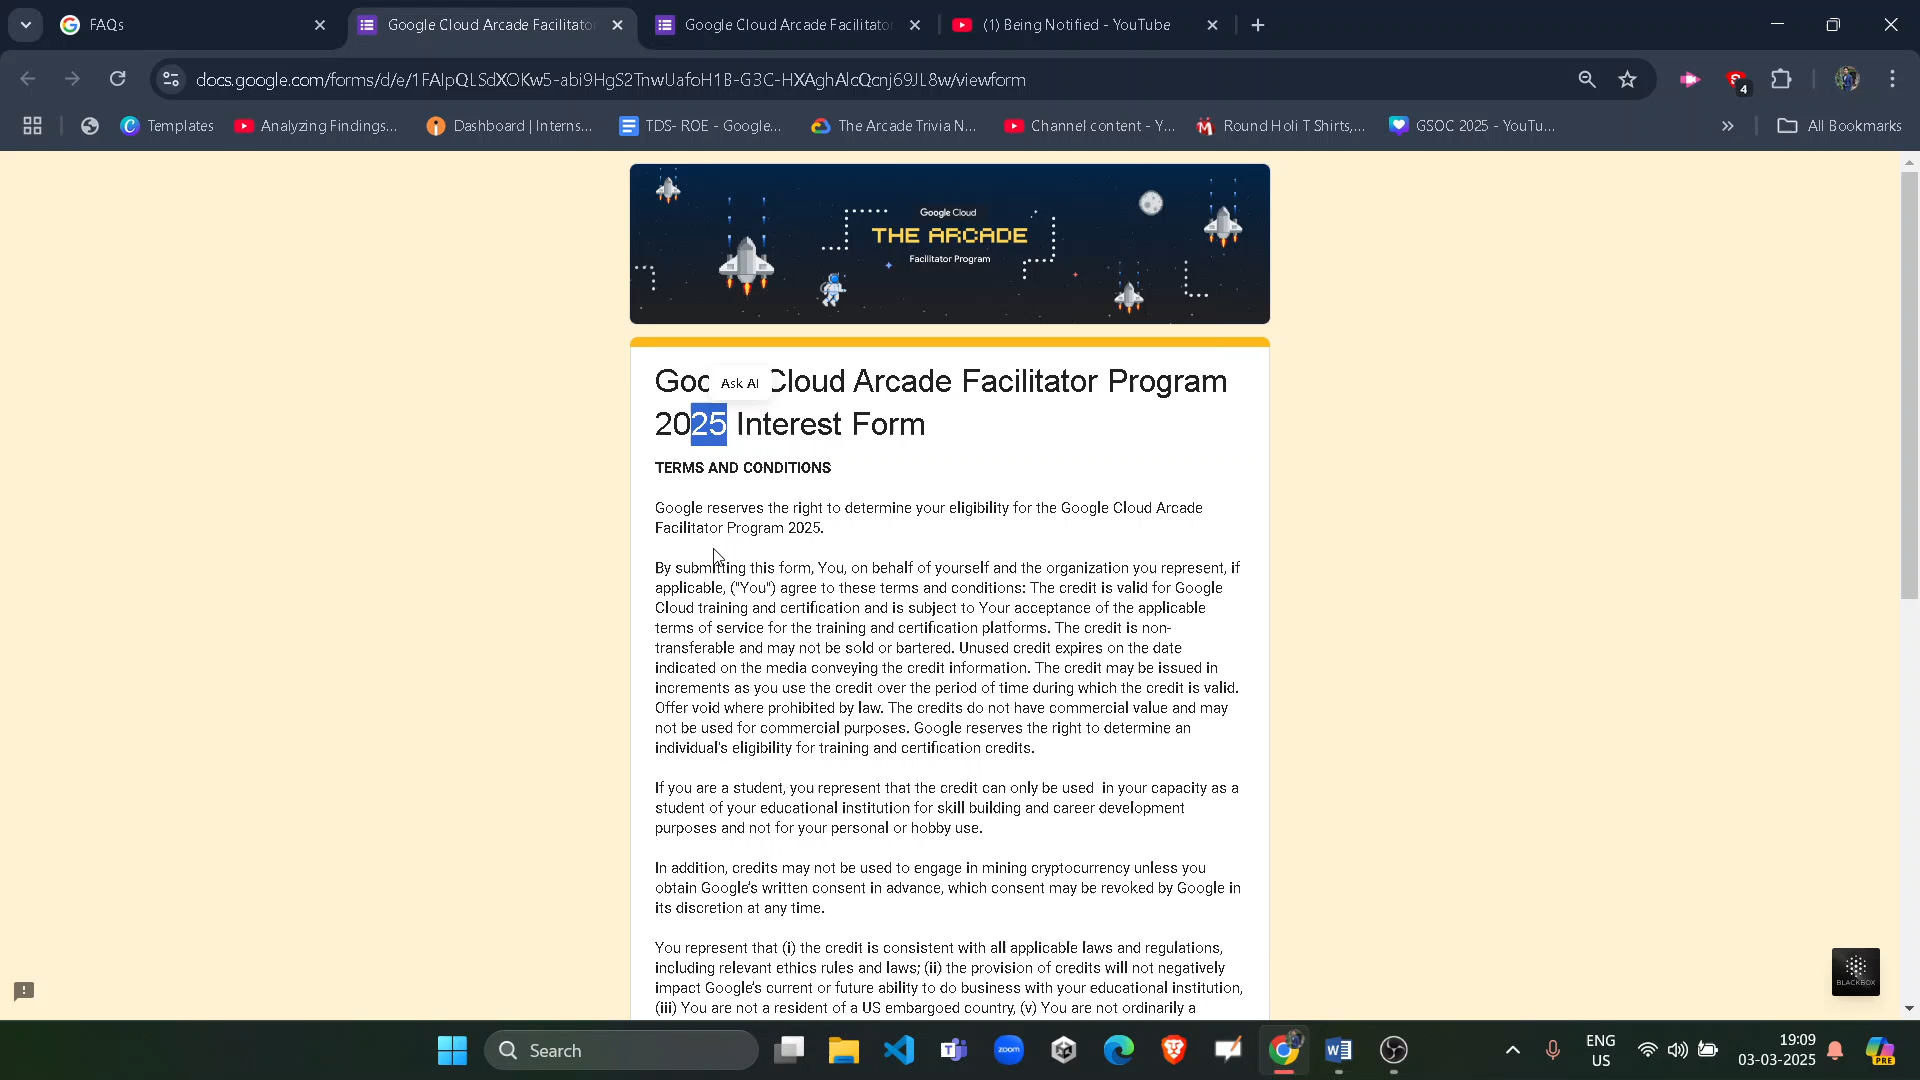 FAQs
Google Cloud Arcade Facilitator
Google Cloud Arcade Facilitator
(1) Being Notified - YouTube
docs.google.com/forms/d/e/1FAIpQLSdXOKw5-abi9HgS2TnwUafoH1B-G3C-HXAghAlcQcnj69JL8w/viewform
4
Templates
Analyzing Findings...
Dashboard | Interns...
TDS- ROE - Google...
The Arcade Trivia N...
Channel content - Y...
Round Holi T Shirts,...
GSOC 2025 - YouTu...
All Bookmarks
Google Cloud
THE ARCADE
Facilitator Program
Goo Cloud Arcade Facilitator Program
Ask AI
2025 Interest Form
TERMS AND CONDITIONS
Google reserves the right to determine your eligibility for the Google Cloud Arcade
Facilitator Program 2025.
By submitting this form, You, on behalf of yourself and the organization you represent, if
applicable, ("You") agree to these terms and conditions: The credit is valid for Google
Cloud training and certification and is subject to Your acceptance of the applicable
terms of service for the training and certification platforms. The credit is non-
transferable and may not be sold or bartered. Unused credit expires on the date
indicated on the media conveying the credit information. The credit may be issued in
increments as you use the credit over the period of time during which the credit is valid.
Offer void where prohibited by law. The credits do not have commercial value and may
not be used for commercial purposes. Google reserves the right to determine an
individual's eligibility for training and certification credits.
If you are a student, you represent that the credit can only be used  in your capacity as a
student of your educational institution for skill building and career development
purposes and not for your personal or hobby use.
In addition, credits may not be used to engage in mining cryptocurrency unless you
obtain Google's written consent in advance, which consent may be revoked by Google in
its discretion at any time.
You represent that (i) the credit is consistent with all applicable laws and regulations,
including relevant ethics rules and laws; (ii) the provision of credits will not negatively
impact Google's current or future ability to do business with your educational institution,
(iii) You are not a resident of a US embargoed country, (v) You are not ordinarily a
BLACKBOX
Search
zoom
ENG
US
19:09
03-03-2025
PRE